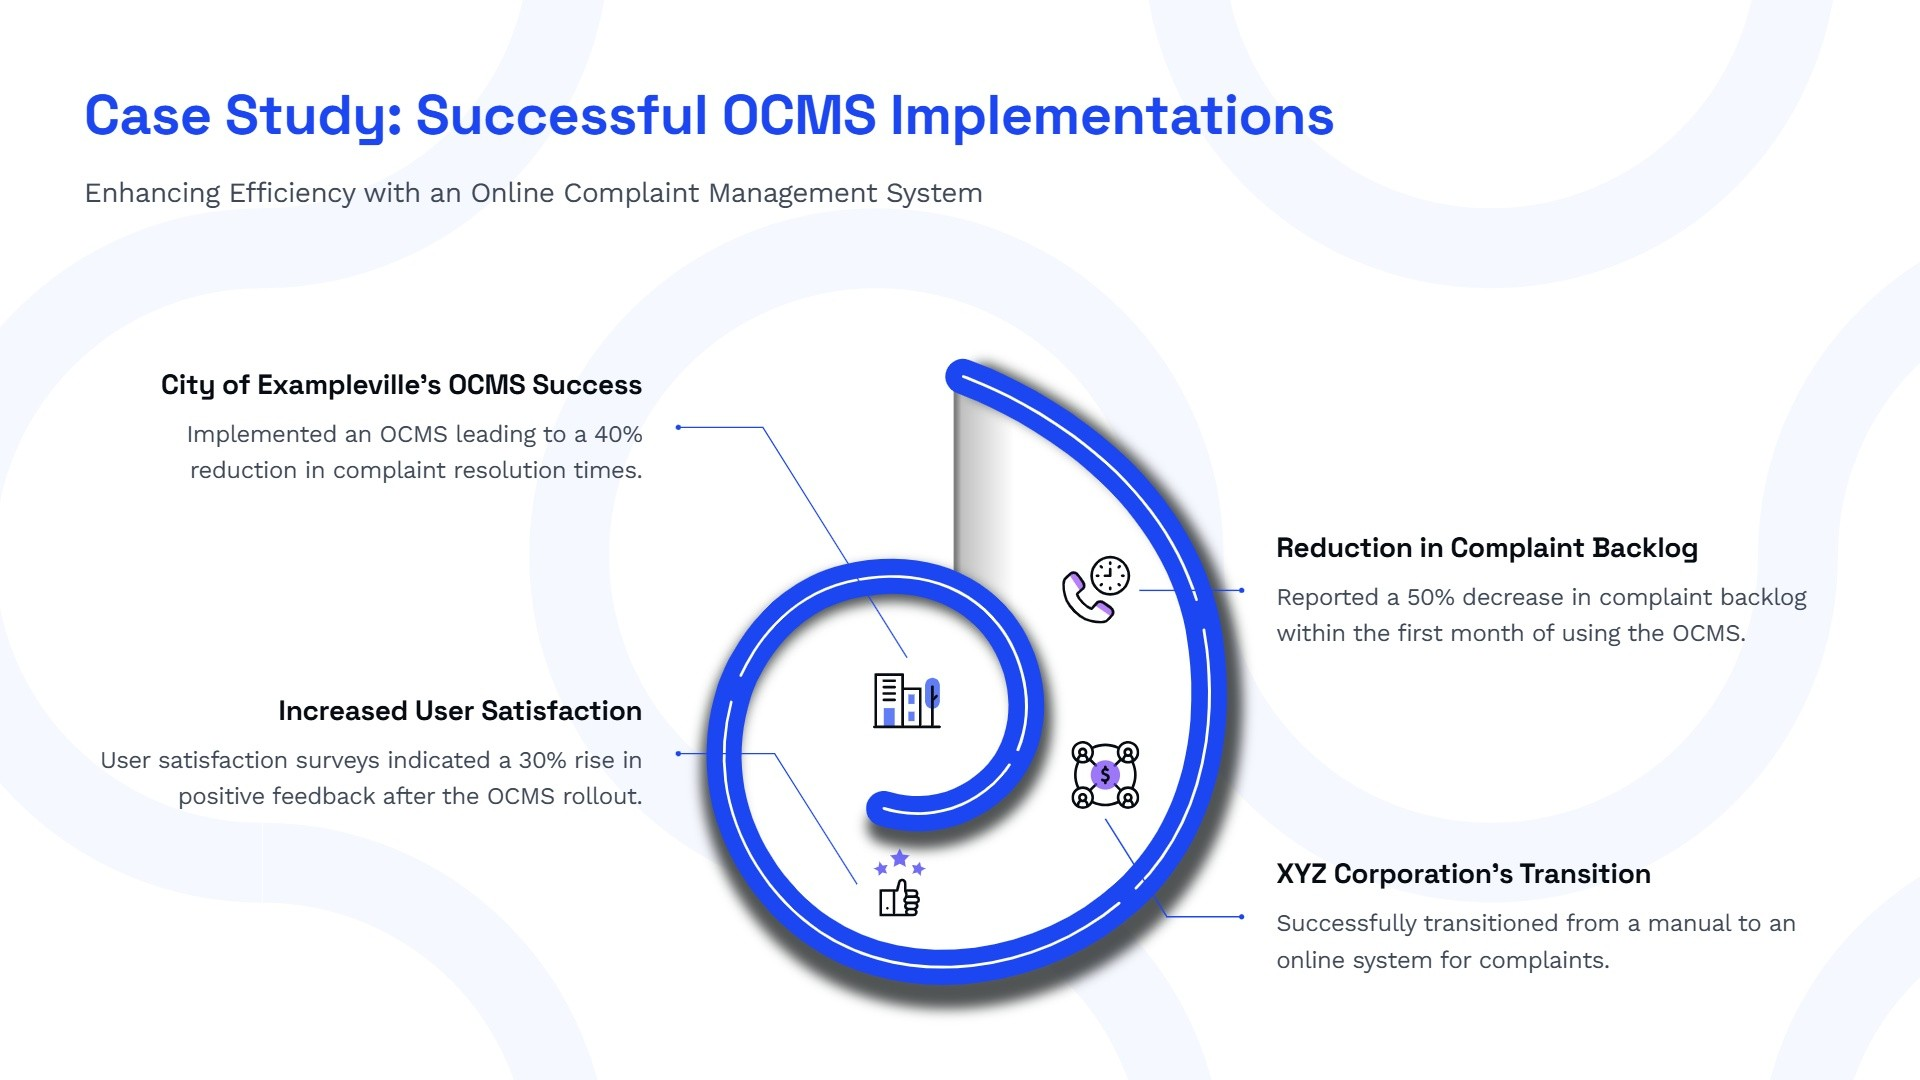 Case Study: Successful OCMS Implementations
Enhancing Efficiency with an Online Complaint Management System
City of Exampleville’s OCMS Success
Implemented an OCMS leading to a 40%
reduction in complaint resolution times.
Increased User Satisfaction
User satisfaction surveys indicated a 30% rise in
positive feedback after the OCMS rollout.
Reduction in Complaint Backlog
Reported a 50% decrease in complaint backlog
within the first month of using the OCMS.
$
XYZ Corporation’s Transition
Successfully transitioned from a manual to an
online system for complaints.